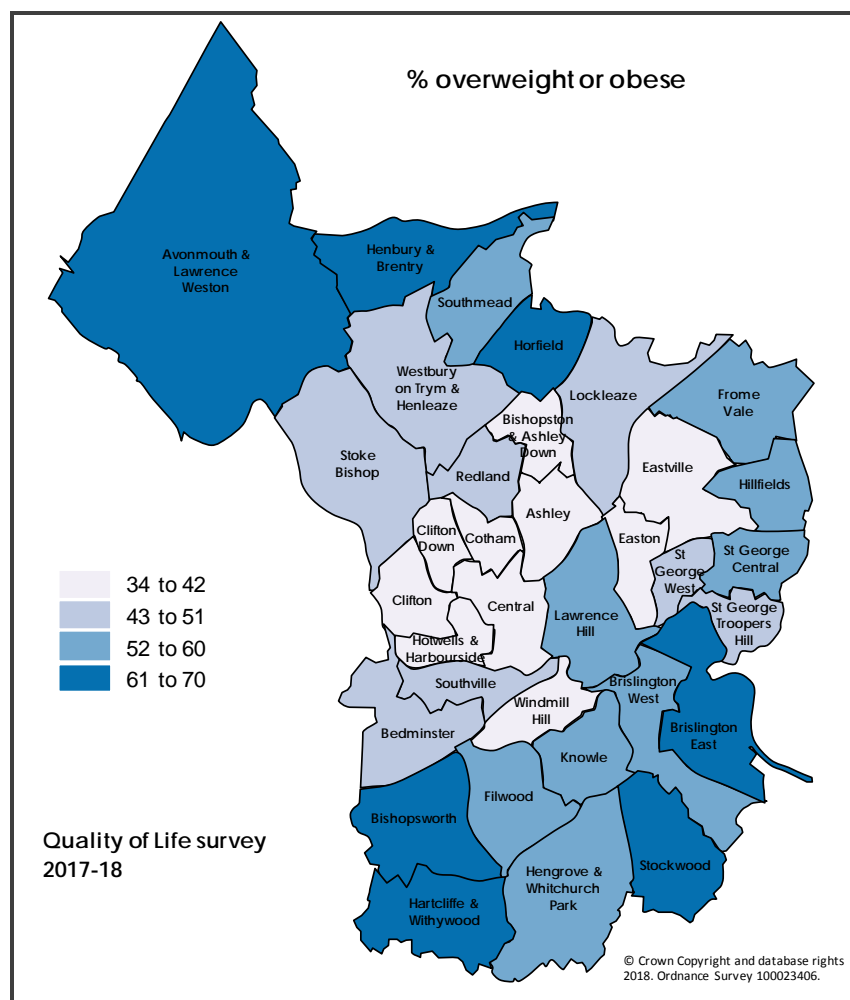 % overweight or obese
Avonmouth &
Lawrence
Weston
Henbury &
Brentry
Southmead
Horfield
Westbury
on Trym &
Henleaze
Lockleaze
Frome
Vale
Bishopston
& Ashley
Down
Stoke
Bishop
Redland
Eastville
Hillfields
Ashley
Clifton
Down
Cotham
Easton
St
George
West
St George
Central
Clifton
Central
Lawrence
Hill
St George
Troopers
Hill
Hotwells &
Harbourside
34 to 42
43 to 51
52 to 60
61 to 70
Southville
Windmill
Hill
Brislington
West
Brislington
East
Bedminster
Knowle
Filwood
Bishopsworth
Stockwood
Hengrove &
Whitchurch
Park
Hartcliffe &
Withywood
Quality of Life survey
2017-18
© Crown Copyright and database rights
2018. Ordnance Survey 100023406.